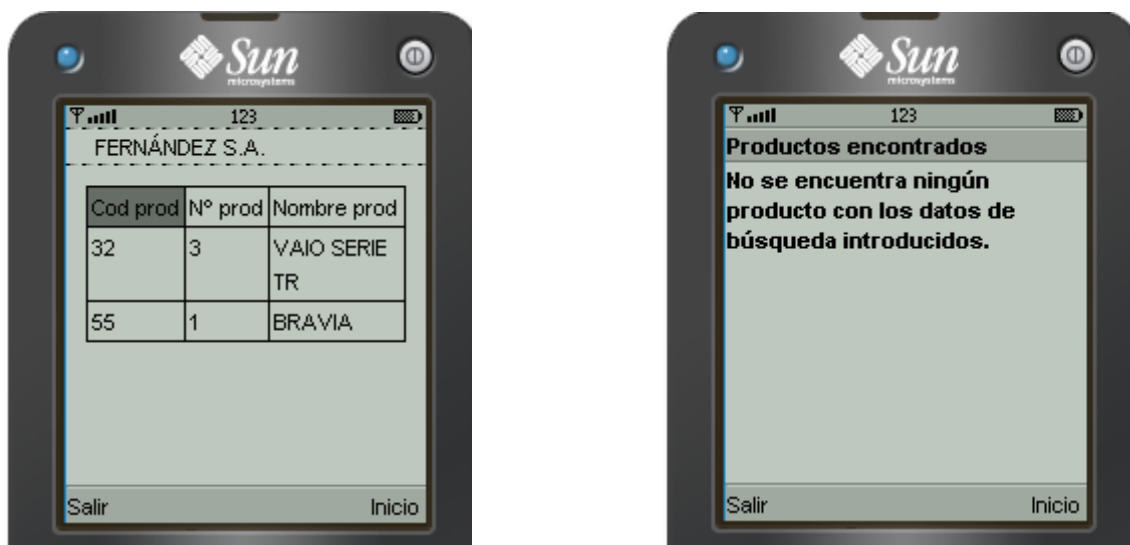 Sun
microsystems
123
FERNÁNDEZ S.A.
Cod prod Nº prod Nombre prod
32 3 VAIO SERIE
TR
55 1 BRAVIA
Salir Inicio
Sun
microsystems
123
Productos encontrados
No se encuentra ningún
producto con los datos de
búsqueda introducidos.
Salir Inicio